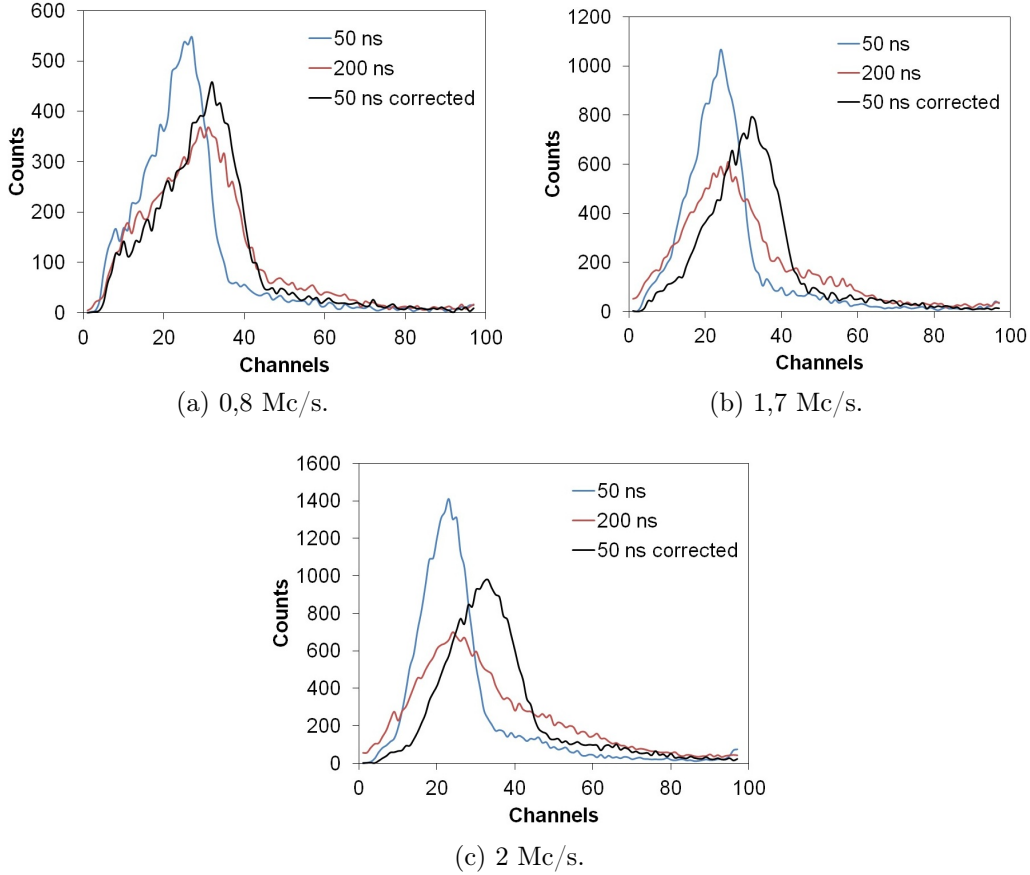 600
500
400
300
200
100
0
Counts
50 ns
200 ns
50 ns corrected
0 20 40 60 80 100
Channels
(a) 0,8 Mc/s.
1200
1000
800
600
400
200
0
Counts
50 ns
200 ns
50 ns corrected
0 20 40 60 80 100
Channels
(b) 1,7 Mc/s.
1600
1400
1200
1000
800
600
400
200
0
Counts
50 ns
200 ns
50 ns corrected
0 20 40 60 80 100
Channels
(c) 2 Mc/s.